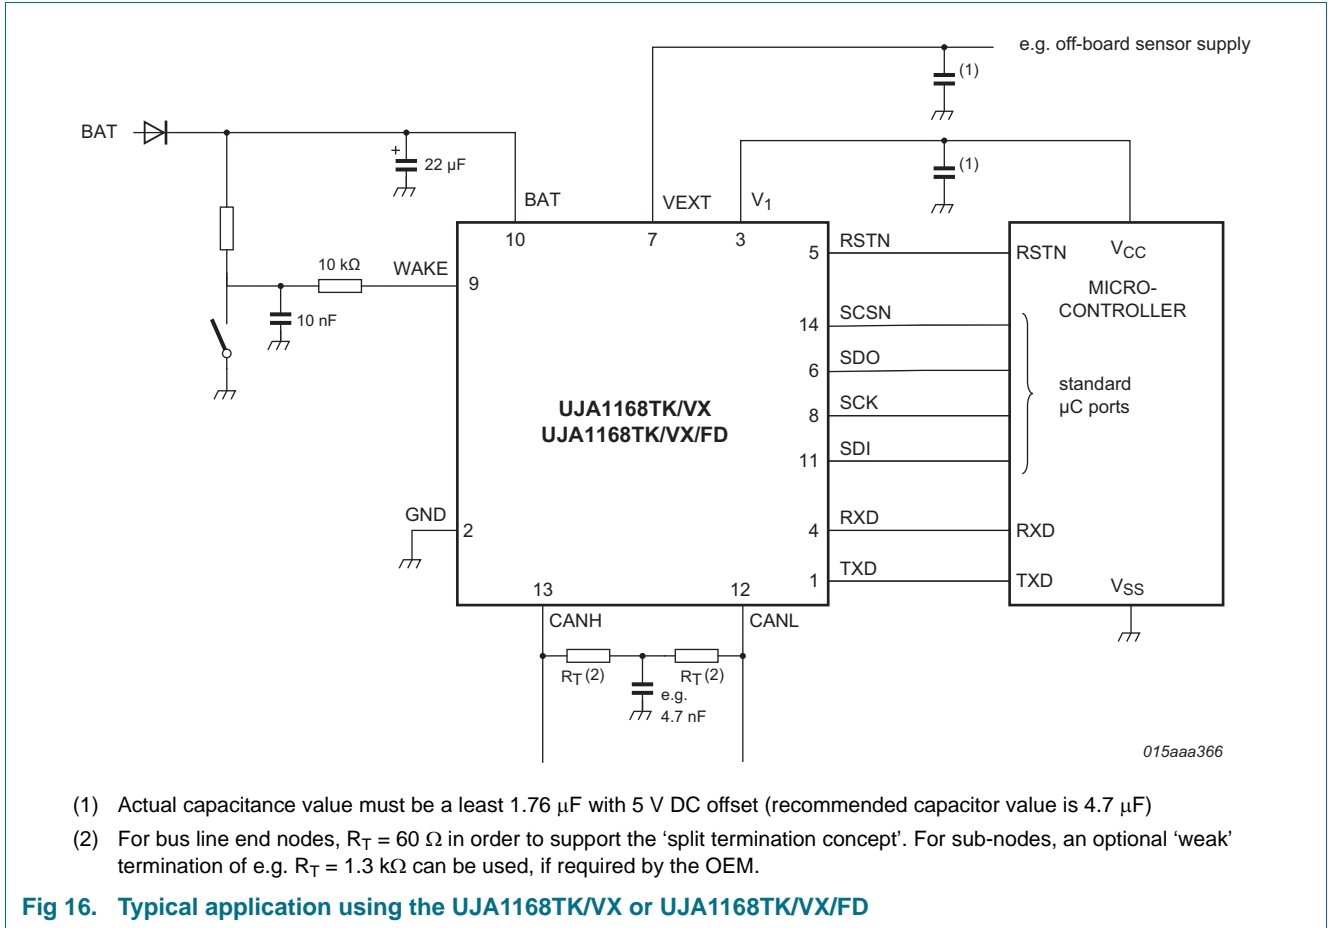 e.g. off-board sensor supply
(1)
BAT
+
22 μF
(1)
BAT
VEXT
V1
10
7
3
5
RSTN
RSTN
VCC
10 kΩ
WAKE
9
MICRO-
CONTROLLER
10 nF
14
SCSN
6
SDO
standard
μC ports
8
SCK
UJA1168TK/VX
UJA1168TK/VX/FD
11
SDI
GND
2
4
RXD
RXD
1
TXD
TXD
VSS
13
12
CANH
CANL
RT(2)
RT(2)
e.g.
4.7 nF
015aaa366
(1) Actual capacitance value must be a least 1.76 μF with 5 V DC offset (recommended capacitor value is 4.7 μF)
(2) For bus line end nodes, RT = 60 Ω in order to support the ‘split termination concept’. For sub-nodes, an optional ‘weak’
termination of e.g. RT = 1.3 kΩ can be used, if required by the OEM.
Fig 16. Typical application using the UJA1168TK/VX or UJA1168TK/VX/FD